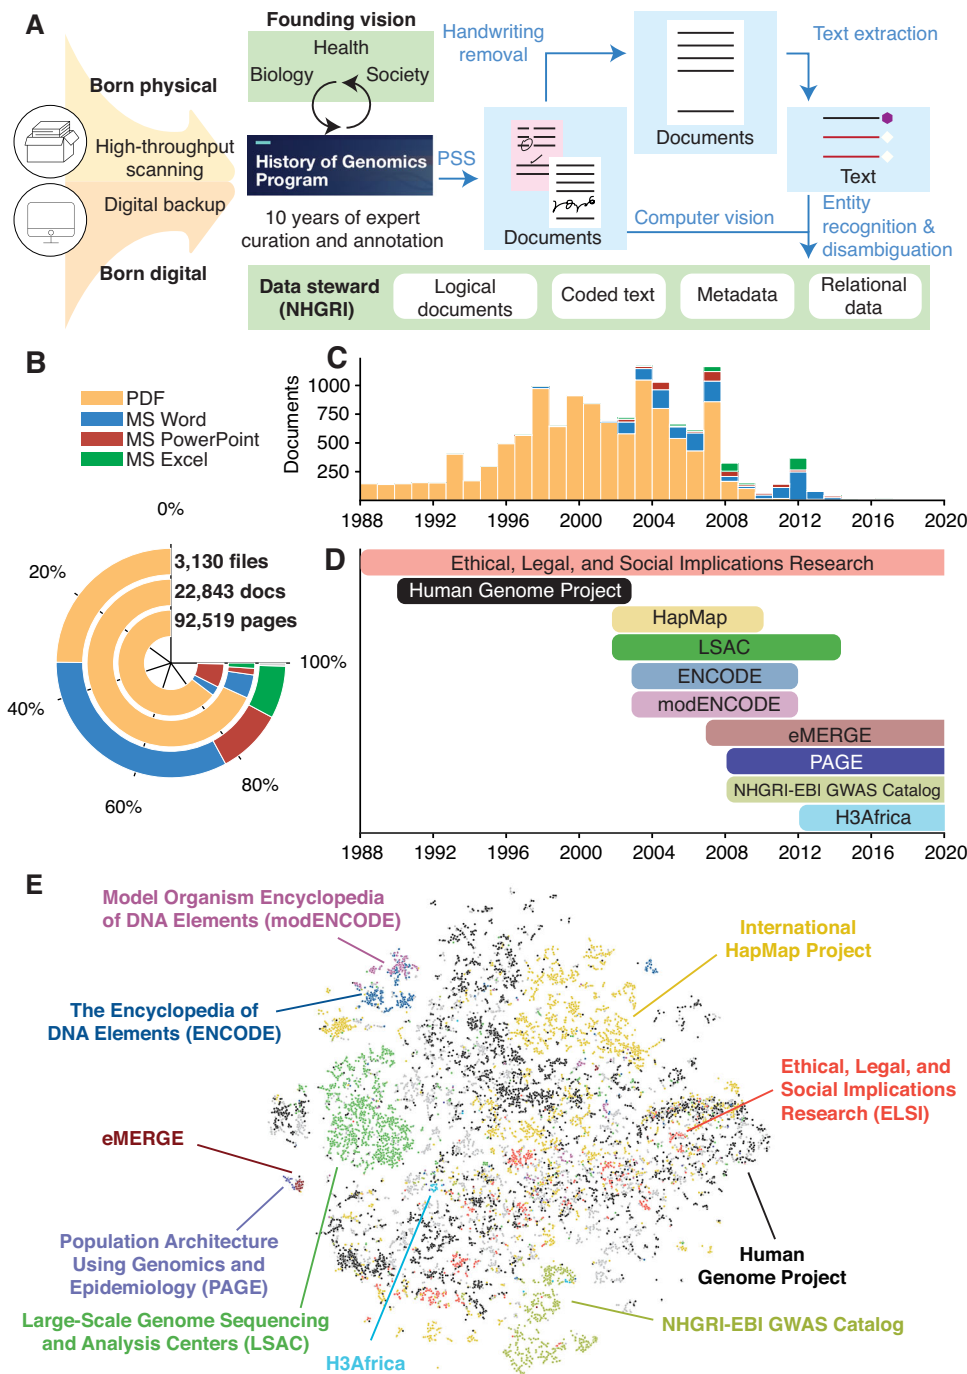 A
Founding vision
Health
Biology
Society
Born physical
High-throughput
scanning
Digital backup
Born digital
History of Genomics
Program
10 years of expert
curation and annotation
PSS
Handwriting
removal
Documents
Documents
Text extraction
Text
Computer vision
Entity
recognition &
disambiguation
Data steward
(NHGRI)
Logical
documents
Coded text
Metadata
Relational
data
B
PDF
MS Word
MS PowerPoint
MS Excel
0%
20%
40%
60%
80%
100%
3,130 files
22,843 docs
92,519 pages
C
Documents
1000
750
500
250
1988
1992
1996
2000
2004
2008
2012
2016
2020
D
Ethical, Legal, and Social Implications Research
Human Genome Project
HapMap
LSAC
ENCODE
modENCODE
eMERGE
PAGE
NHGRI-EBI GWAS Catalog
H3Africa
1988
1992
1996
2000
2004
2008
2012
2016
2020
E
Model Organism Encyclopedia
of DNA Elements (modENCODE)
International
HapMap Project
The Encyclopedia of
DNA Elements (ENCODE)
Ethical, Legal, and
Social Implications
Research (ELSI)
eMERGE
Population Architecture
Using Genomics and
Epidemiology (PAGE)
Human
Genome Project
Large-Scale Genome Sequencing
and Analysis Centers (LSAC)
NHGRI-EBI GWAS Catalog
H3Africa